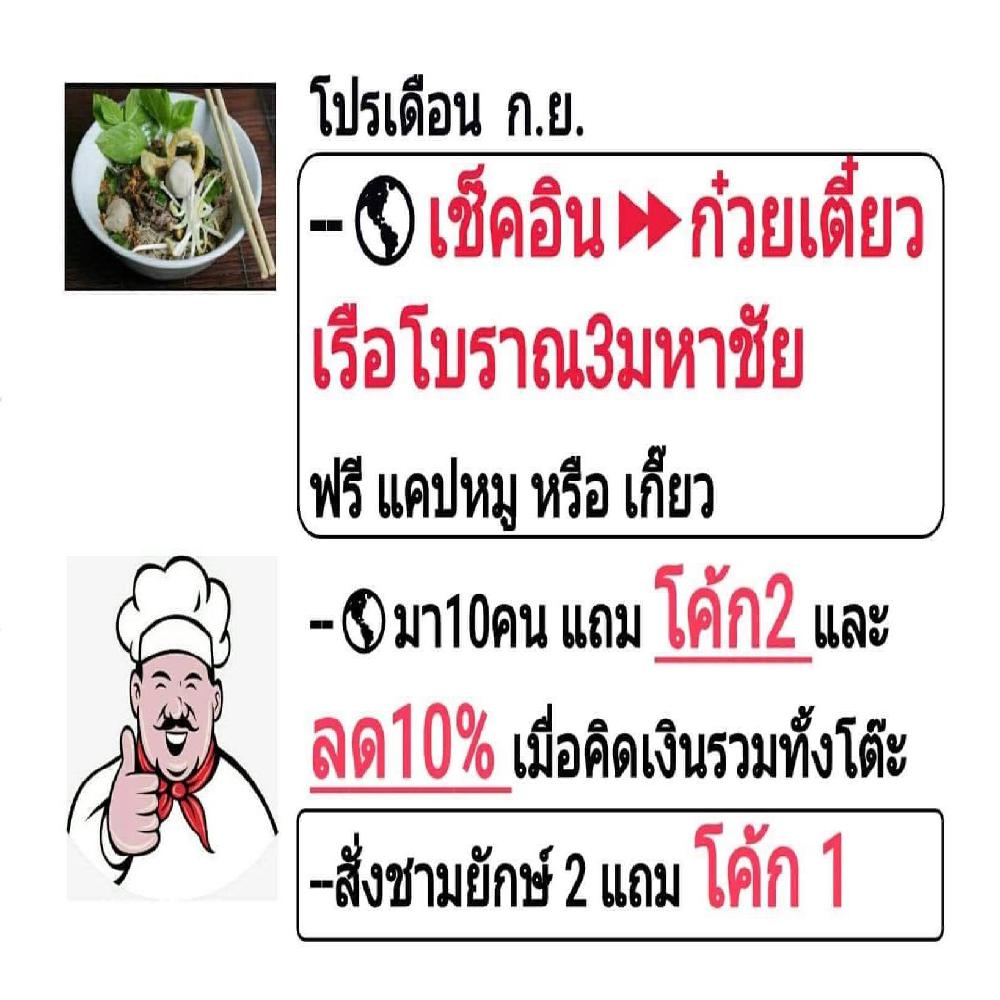 โปรเดือน ก.ย.
--🌎 เช็คอิน⏩ก๋วยเตี๋ยว
เรือโบราณ3มหาชัย
ฟรี แคปหมู หรือ เกี๊ยว
--🌎มา10คน แถม โค้ก2 และ
ลด10% เมื่อคิดเงินรวมทั้งโต๊ะ
--สั่งชามยักษ์ 2 แถม โค้ก 1